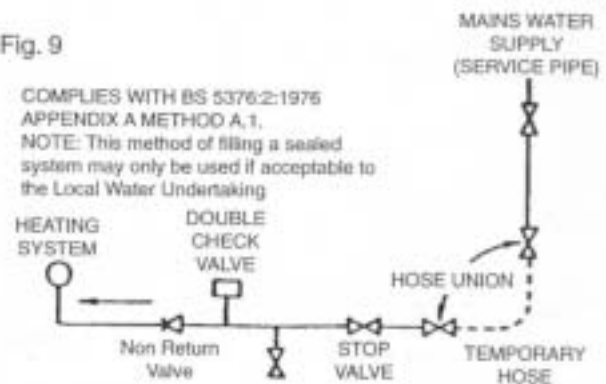 Fig. 9
MAINS WATER
SUPPLY
(SERVICE PIPE)
COMPLIES WITH BS 5376:2:1976
APPENDIX A METHOD A.1.
NOTE: This method of filling a sealed
system may only be used if acceptable to
the Local Water Undertaking
HEATING
SYSTEM
DOUBLE
CHECK
VALVE
HOSE UNION
Non Return
Valve
STOP
VALVE
TEMPORARY
HOSE